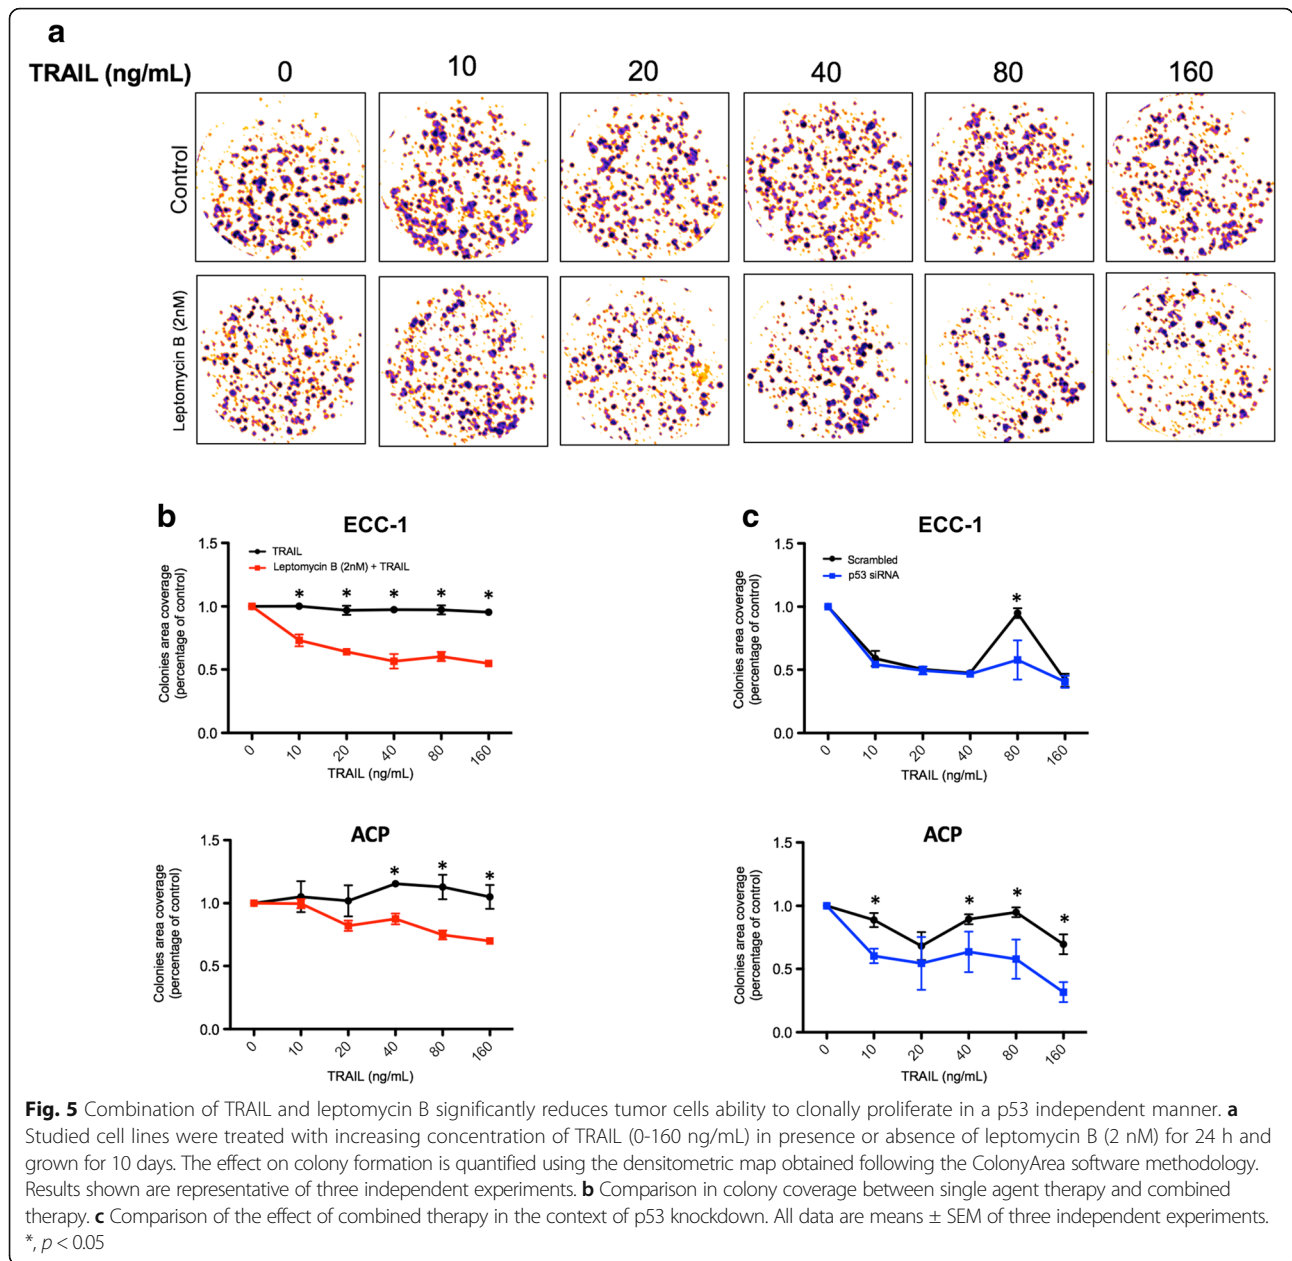 a
TRAIL (ng/mL) 0 10 20 40 80 160
Control
Leptomycin B (2nM)
b
ECC-1
TRAIL
Leptomycin B (2nM) + TRAIL
Colonies area coverage
(percentage of control)
1.5
1.0
0.5
0.0
* * * * *
0 10 20 40 80 160
TRAIL (ng/mL)
c
ECC-1
Scrambled
p53 siRNA
Colonies area coverage
(percentage of control)
1.5
1.0
0.5
0.0
*
0 10 20 40 80 160
TRAIL (ng/mL)
ACP
Colonies area coverage
(percentage of control)
1.5
1.0
0.5
0.0
* * *
0 10 20 40 80 160
TRAIL (ng/mL)
ACP
Colonies area coverage
(percentage of control)
1.5
1.0
0.5
0.0
* * * *
0 10 20 40 80 160
TRAIL (ng/mL)
Fig. 5 Combination of TRAIL and leptomycin B significantly reduces tumor cells ability to clonally proliferate in a p53 independent manner. a
Studied cell lines were treated with increasing concentration of TRAIL (0-160 ng/mL) in presence or absence of leptomycin B (2 nM) for 24 h and
grown for 10 days. The effect on colony formation is quantified using the densitometric map obtained following the ColonyArea software methodology.
Results shown are representative of three independent experiments. b Comparison in colony coverage between single agent therapy and combined
therapy. c Comparison of the effect of combined therapy in the context of p53 knockdown. All data are means ± SEM of three independent experiments.
*, p < 0.05